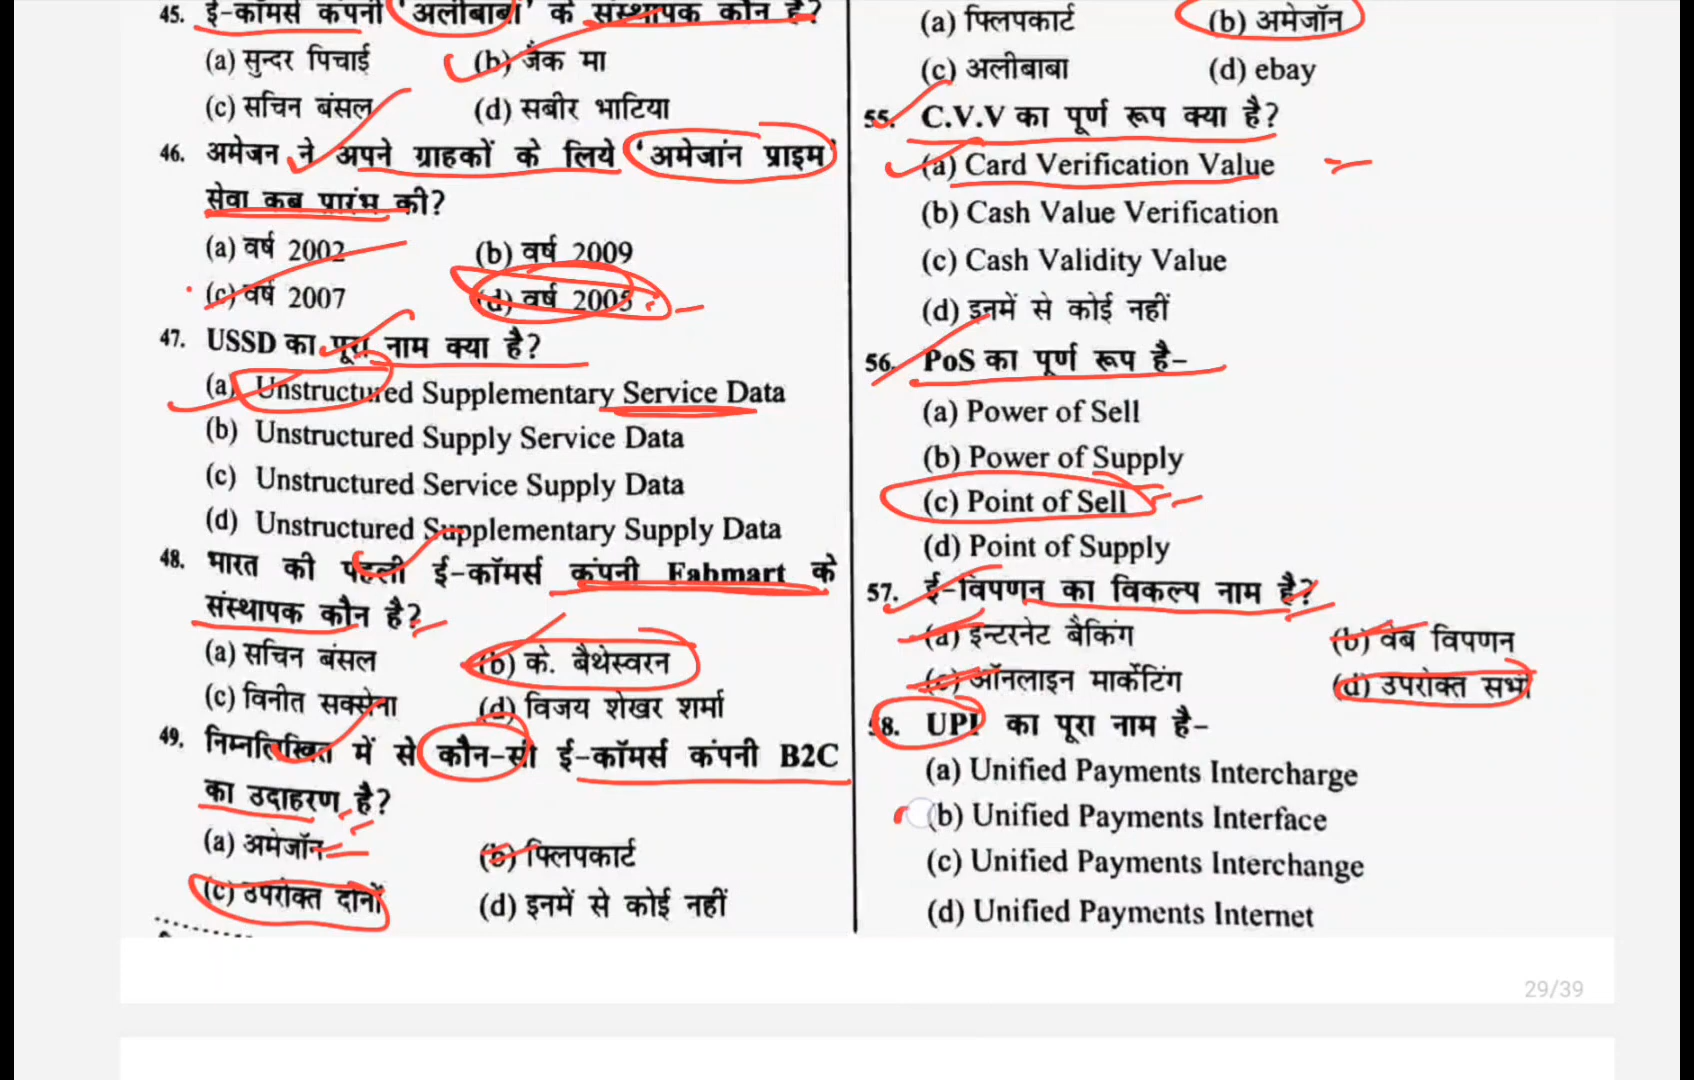 45. ई-कॉमर्स कंपनी 'अलीबाबा' के संस्थापक कौन है?
(a) सुन्दर पिचाई (b) जैक मा
(c) सचिन बंसल (d) सबीर भाटिया
46. अमेजन ने अपने ग्राहकों के लिये 'अमेजांन प्राइम'
सेवा कब प्रारंभ की?
(a) वर्ष 2002 (b) वर्ष 2009
(c) वर्ष 2007 (d) वर्ष 2005
47. USSD का पूरा नाम क्या है?
(a) Unstructured Supplementary Service Data
(b) Unstructured Supply Service Data
(c) Unstructured Service Supply Data
(d) Unstructured Supplementary Supply Data
48. भारत की पहली ई-कॉमर्स कंपनी Fabmart के
संस्थापक कौन है?
(a) सचिन बंसल (b) के. बैथेस्वरन
(c) विनीत सक्सेना (d) विजय शेखर शर्मा
49. निम्नलिखित में से कौन-सी ई-कॉमर्स कंपनी B2C
का उदाहरण है?
(a) अमेजॉन (b) फ्लिपकार्ट
(c) उपरोक्त दोनों (d) इनमें से कोई नहीं
(a) फ्लिपकार्ट (b) अमेजॉन
(c) अलीबाबा (d) ebay
55. C.V.V का पूर्ण रूप क्या है?
(a) Card Verification Value
(b) Cash Value Verification
(c) Cash Validity Value
(d) इनमें से कोई नहीं
56. PoS का पूर्ण रूप है-
(a) Power of Sell
(b) Power of Supply
(c) Point of Sell
(d) Point of Supply
57. ई-विपणन का विकल्प नाम है?
(a) इन्टरनेट बैकिंग (b) वेब विपणन
(c) ऑनलाइन मार्केटिंग (d) उपरोक्त सभी
58. UPI का पूरा नाम है-
(a) Unified Payments Intercharge
(b) Unified Payments Interface
(c) Unified Payments Interchange
(d) Unified Payments Internet
29/39